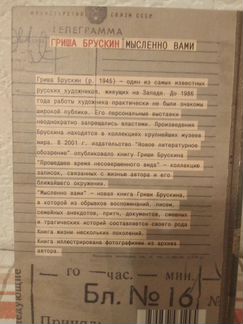 МИНИСТЕРСТВО СВЯЗИ СССР
ТЕЛЕГРАММА
ГРИША БРУСКИН МЫСЛЕННО ВАМИ
Гриша Брускин (р. 1945) — один из самых известных
русских художников, живущих на Западе. До 1986
года работы художника практически не были знакомы
широкой публике. Его персональные выставки
неоднократно запрещались властями. Произведения
Брускина находятся в коллекциях крупнейших музеев
мира. В 2001 г. издательство "Новое литературное
обозрение" опубликовало книгу Гриши Брускина
"Прошедшее время несовершенного вида" — коллекцию
записок, связанных с жизнью автора и его
ближайшего окружения.
"Мысленно вами" — новая книга Гриши Брускина,
в которой из обрывков воспоминаний, писем,
семейных анекдотов, притч, документов, смешных
и трагических историй составляется своего рода
Книга жизни нескольких поколений.
Книга иллюстрирована фотографиями из архива
автора.
го час. мин.
Бл. № 16
Принял
следующие